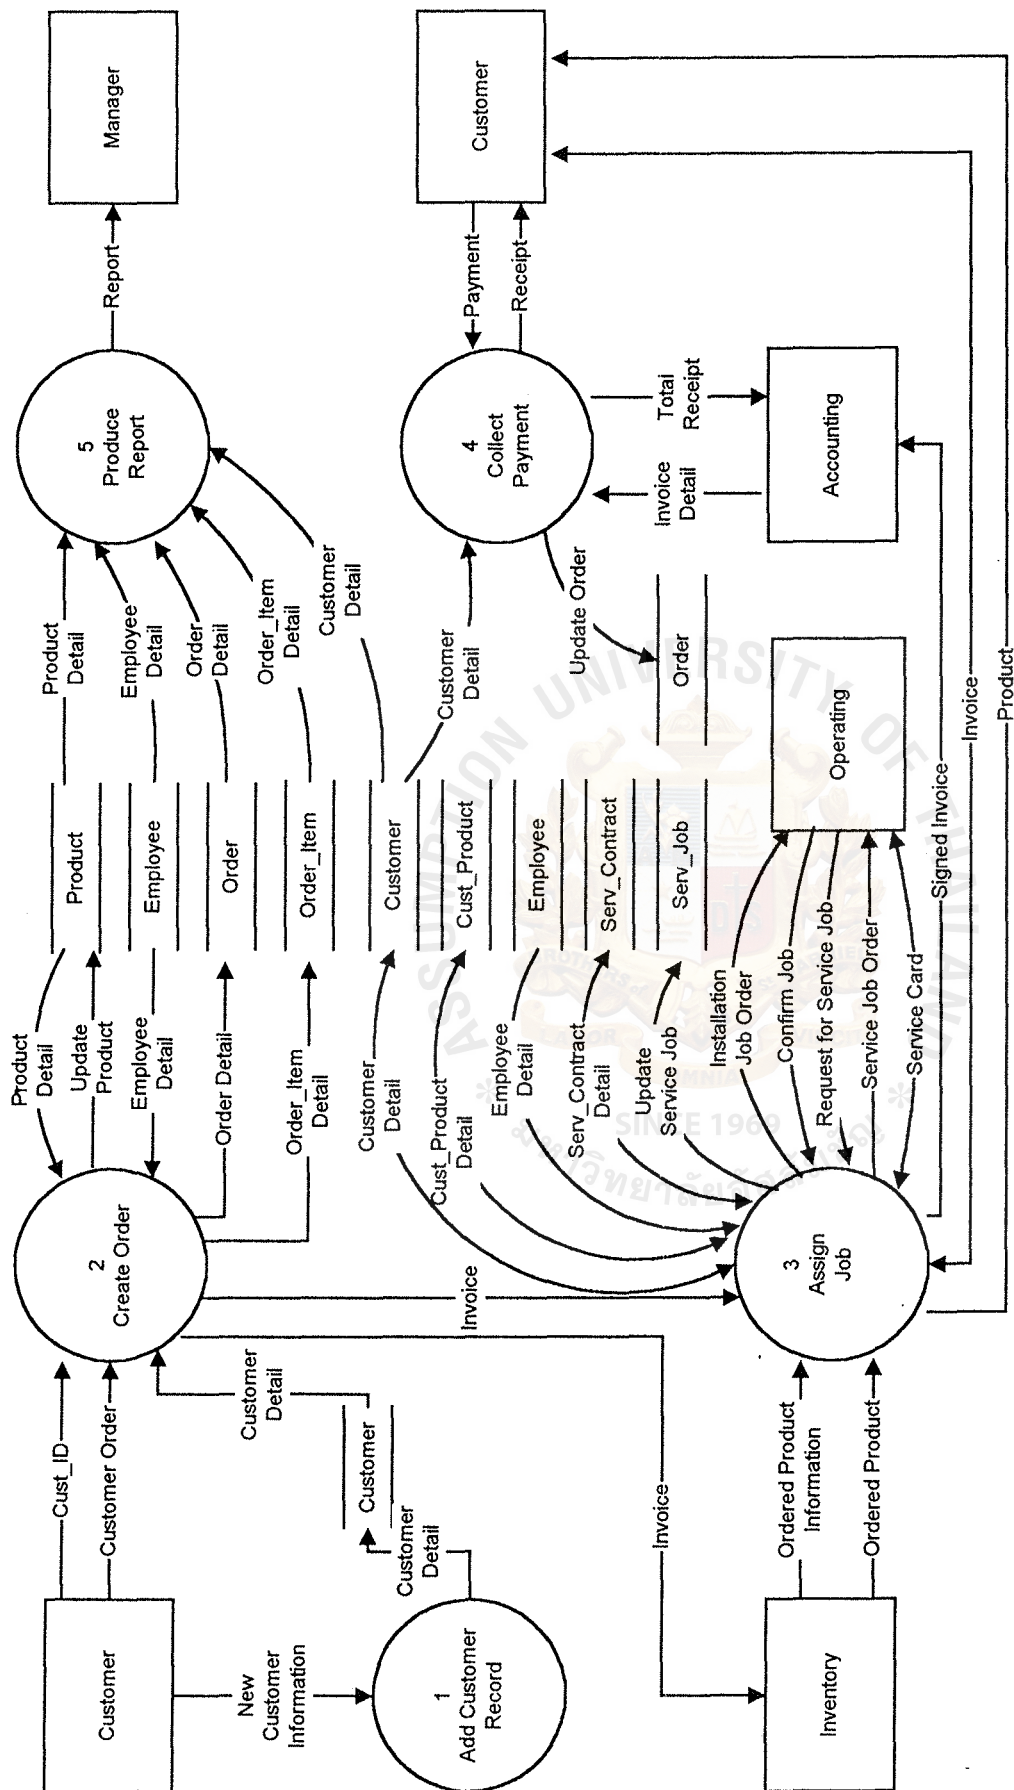 Customer
Cust_ID
Customer Order
New
Customer
Information
1
Add Customer
Record
Customer
Detail
Customer
Customer
Detail
2
Create Order
Product
Detail
Update
Product
Employee
Detail
Order Detail
Order_Item
Detail
Invoice
Invoice
Inventory
Ordered Product
Information
Ordered Product
3
Assign
Job
Customer
Detail
Cust_Product
Detail
Employee
Detail
Serv_Contract
Detail
Update
Service Job
Installation
Job Order
Confirm Job
Request for Service Job
Service Job Order
Service Card
Product
Employee
Order
Order_Item
Customer
Cust_Product
Employee
Serv_Contract
Serv_Job
Operating
Order
Update Order
Product
Detail
Employee
Detail
Order
Detail
Order_Item
Detail
Customer
Detail
Customer
Detail
5
Produce
Report
Report
Manager
4
Collect
Payment
Payment
Receipt
Customer
Invoice
Detail
Total
Receipt
Accounting
Signed Invoice
Invoice
Product
ASSUMPTION UNIVERSITY OF THAILAND
SINCE 1969